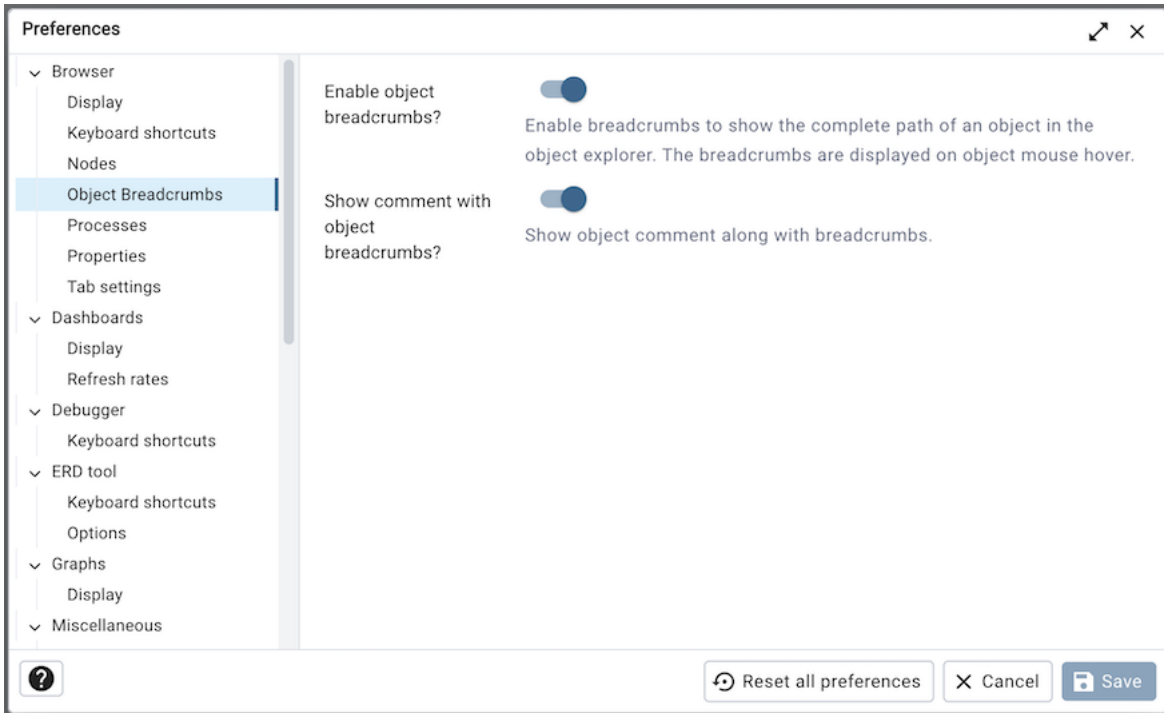 Preferences
Browser
Display
Keyboard shortcuts
Nodes
Object Breadcrumbs
Processes
Properties
Tab settings
Dashboards
Display
Refresh rates
Debugger
Keyboard shortcuts
ERD tool
Keyboard shortcuts
Options
Graphs
Display
Miscellaneous
Enable object
breadcrumbs?
Enable breadcrumbs to show the complete path of an object in the
object explorer. The breadcrumbs are displayed on object mouse hover.
Show comment with
object
breadcrumbs?
Show object comment along with breadcrumbs.
?
Reset all preferences
Cancel
Save